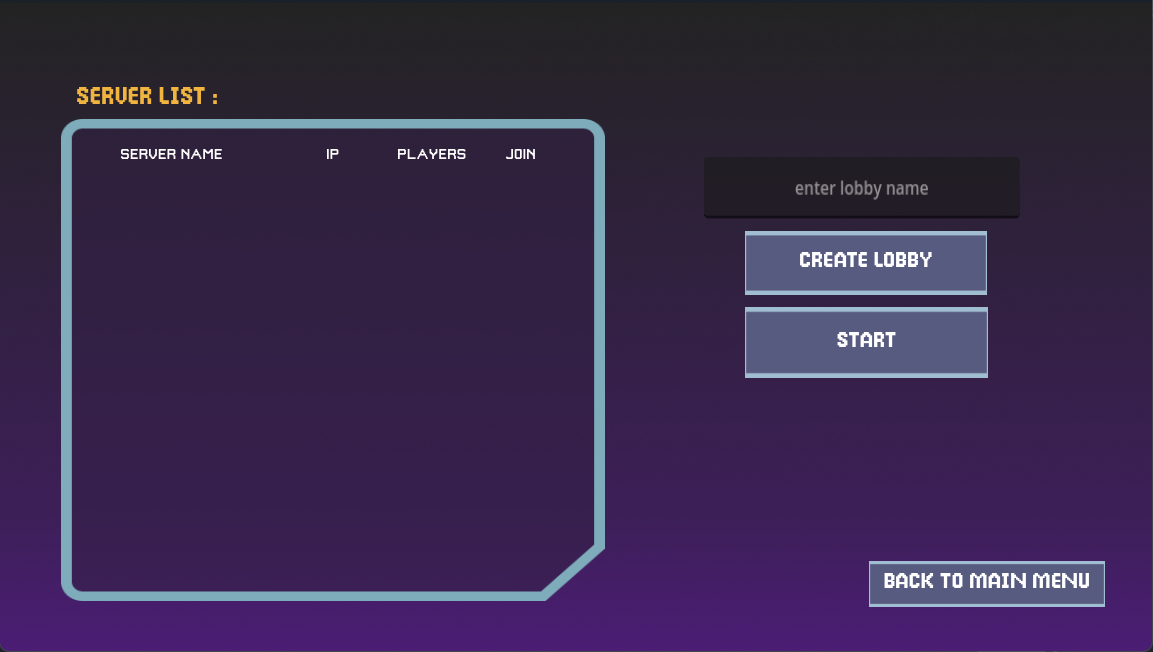 SERVER LIST :
SERVER NAME IP PLAYERS JOIN
enter lobby name
CREATE LOBBY
START
BACK TO MAIN MENU